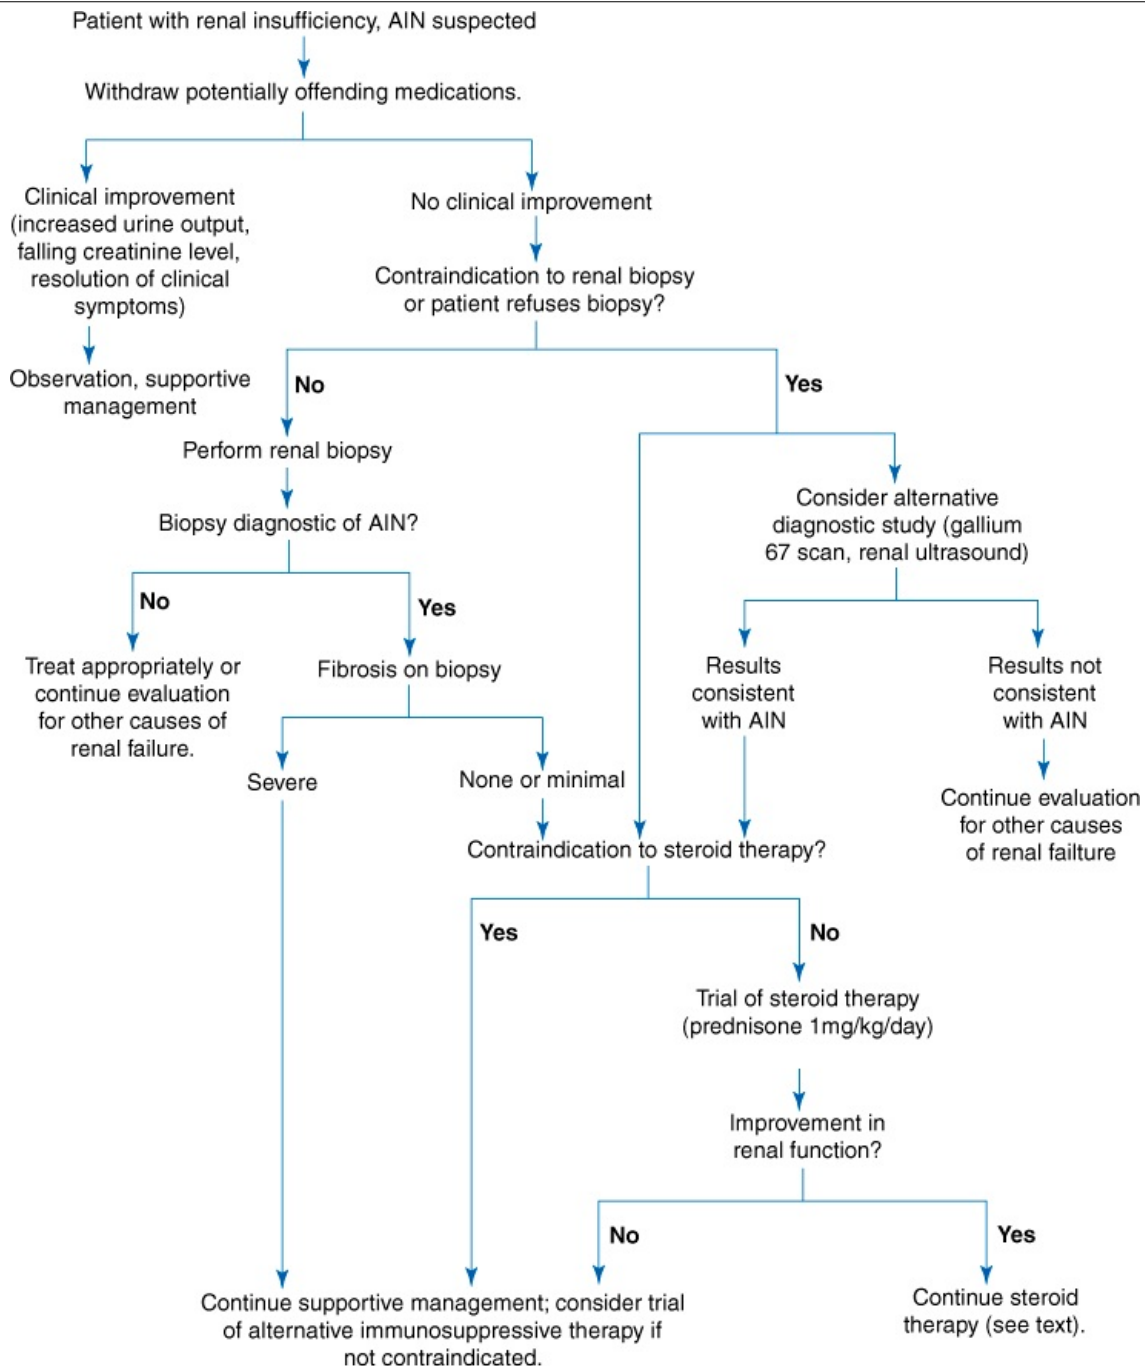 Patient with renal insufficiency, AIN suspected
Withdraw potentially offending medications.
Clinical improvement
(increased urine output,
falling creatinine level,
resolution of clinical
symptoms)
Observation, supportive
management
No clinical improvement
Contraindication to renal biopsy
or patient refuses biopsy?
No
Yes
Perform renal biopsy
Biopsy diagnostic of AIN?
No
Yes
Treat appropriately or
continue evaluation
for other causes of
renal failure.
Fibrosis on biopsy
Severe
None or minimal
Consider alternative
diagnostic study (gallium
67 scan, renal ultrasound)
Results
consistent
with AIN
Results not
consistent
with AIN
Continue evaluation
for other causes
of renal failture
Contraindication to steroid therapy?
Yes
No
Trial of steroid therapy
(prednisone 1mg/kg/day)
Improvement in
renal function?
No
Yes
Continue supportive management; consider trial
of alternative immunosuppressive therapy if
not contraindicated.
Continue steroid
therapy (see text).